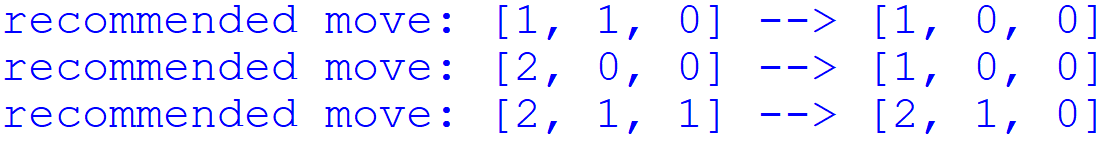 recommended move: [1, 1, 0] --> [1, 0, 0]
recommended move: [2, 0, 0] --> [1, 0, 0]
recommended move: [2, 1, 1] --> [2, 1, 0]